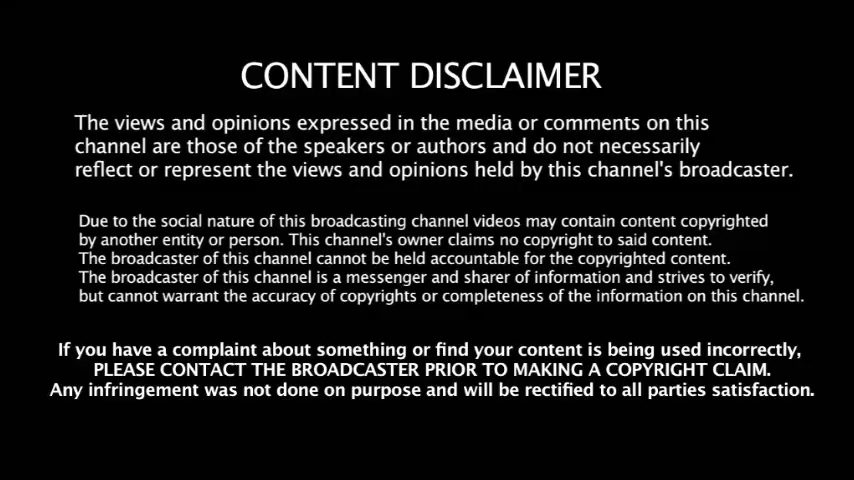 CONTENT DISCLAIMER
The views and opinions expressed in the media or comments on this
channel are those of the speakers or authors and do not necessarily
reflect or represent the views and opinions held by this channel's broadcaster.
Due to the social nature of this broadcasting channel videos may contain content copyrighted
by another entity or person. This channel's owner claims no copyright to said content.
The broadcaster of this channel cannot be held accountable for the copyrighted content.
The broadcaster of this channel is a messenger and sharer of information and strives to verify,
but cannot warrant the accuracy of copyrights or completeness of the information on this channel.
If you have a complaint about something or find your content is being used incorrectly,
PLEASE CONTACT THE BROADCASTER PRIOR TO MAKING A COPYRIGHT CLAIM.
Any infringement was not done on purpose and will be rectified to all parties satisfaction.